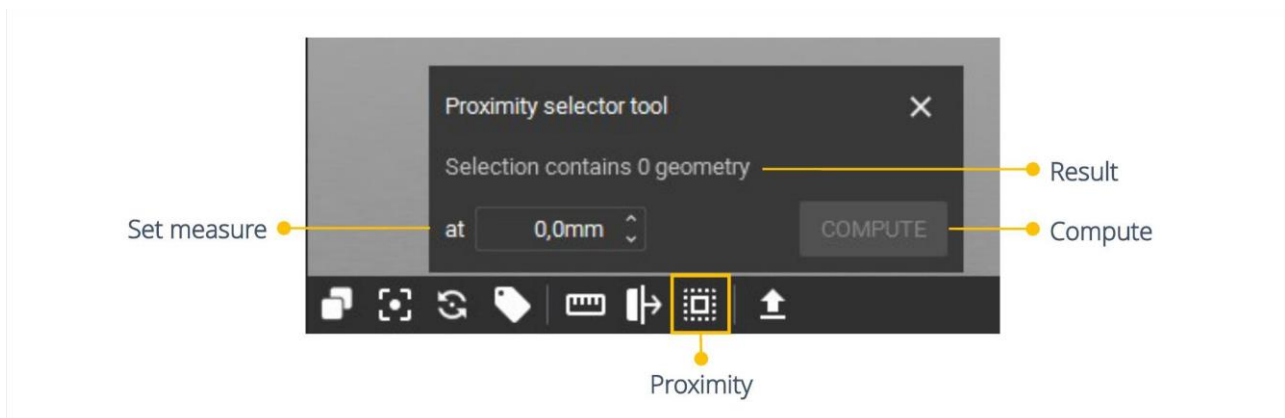 Proximity selector tool
Selection contains 0 geometry
Result
Set measure
at 0,0mm
COMPUTE
Compute
Proximity